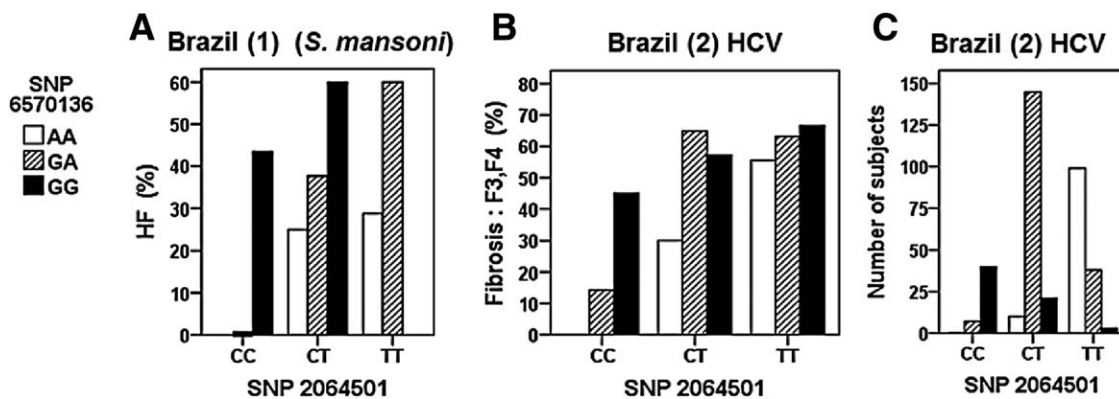 A
Brazil (1) (S. mansoni)
B
Brazil (2) HCV
C
Brazil (2) HCV
SNP
6570136
AA
GA
GG
HF (%)
60
50
40
30
20
10
0
CC CT TT
SNP 2064501
Fibrosis : F3,F4 (%)
80
70
60
50
40
30
20
10
0
CC CT TT
SNP 2064501
Number of subjects
150
125
100
75
50
25
0
CC CT TT
SNP 2064501